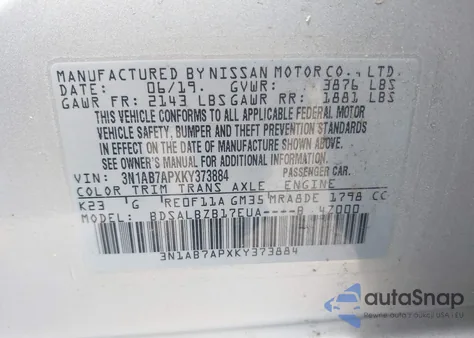 MANUFACTURED BY NISSAN MOTOR CO., LTD.
DATE: 06/19. GVWR: 3876 LBS
GAWR FR: 2143 LBS GAWR RR: 1881 LBS
THIS VEHICLE CONFORMS TO ALL APPLICABLE FEDERAL MOTOR
VEHICLE SAFETY, BUMPER AND THEFT PREVENTION STANDARDS
IN EFFECT ON THE DATE OF MANUFACTURE SHOWN ABOVE.
SEE OWNER'S MANUAL FOR ADDITIONAL INFORMATION.
VIN: 3N1AB7APXKY373884 PASSENGER CAR.
COLOR TRIM TRANS AXLE ENGINE
K23 G RE0F11A GM35 MRA8DE 1798 CC
MODEL: BDSALBZB17EUA----B 47000
3N1AB7APXKY373884
autoSnap